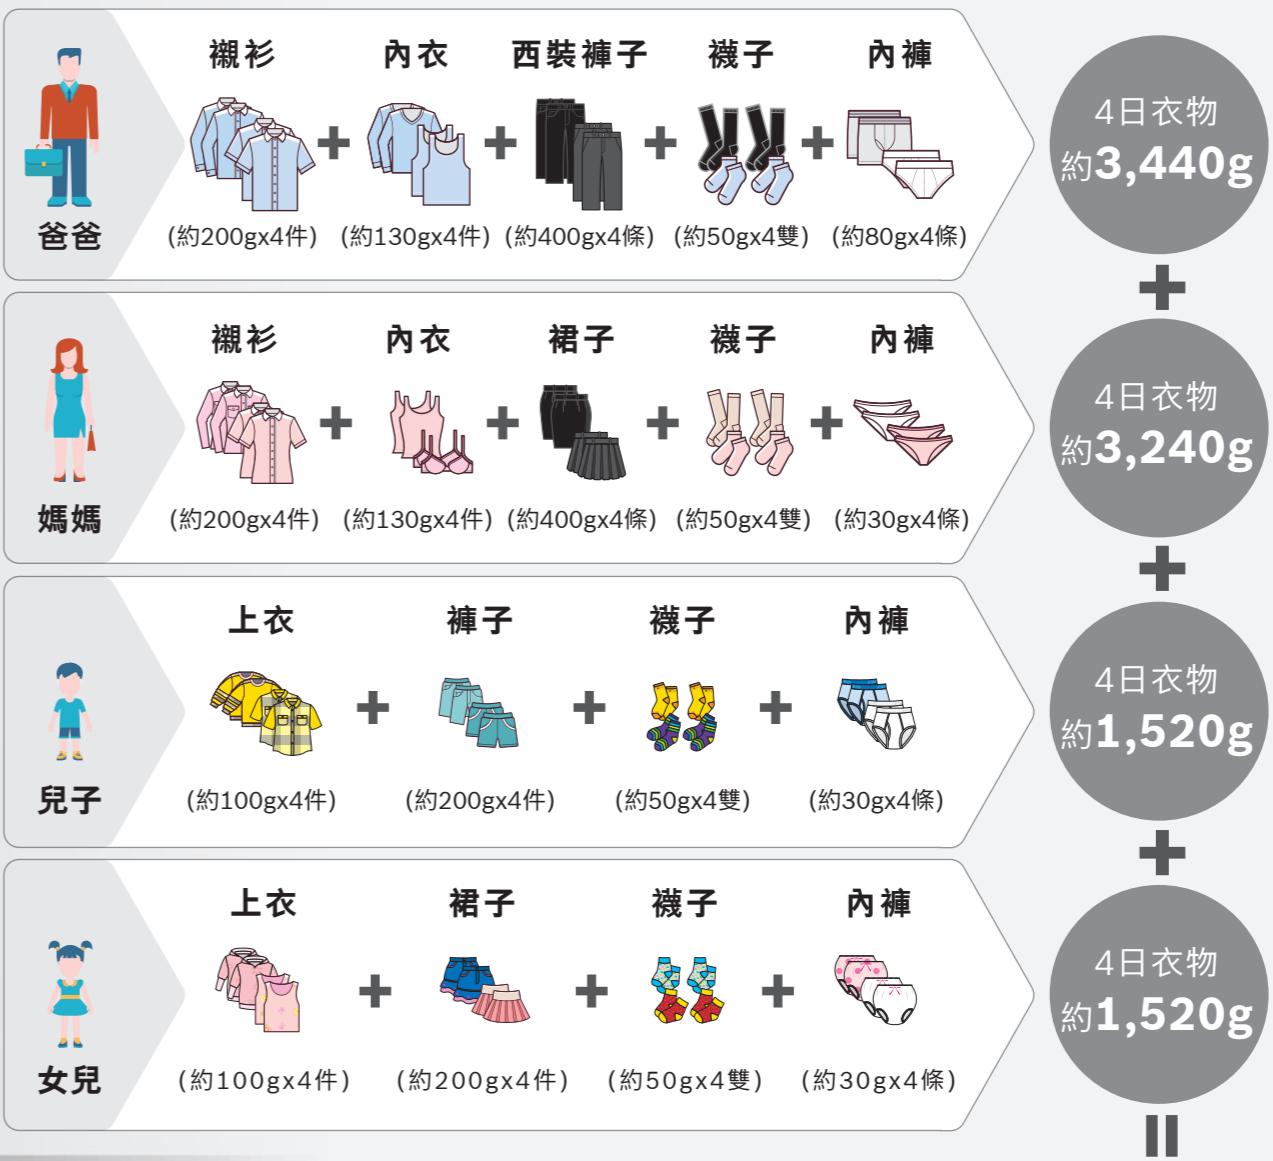 襯衫 內衣 西裝褲子 襪子 內褲
爸爸
(約200gx4件) (約130gx4件) (約400gx4條) (約50gx4雙) (約80gx4條)
4日衣物
約3,440g
+
襯衫 內衣 裙子 襪子 內褲
媽媽
(約200gx4件) (約130gx4件) (約400gx4條) (約50gx4雙) (約30gx4條)
4日衣物
約3,240g
+
上衣 褲子 襪子 內褲
兒子
(約100gx4件) (約200gx4件) (約50gx4雙) (約30gx4條)
4日衣物
約1,520g
+
上衣 裙子 襪子 內褲
女兒
(約100gx4件) (約200gx4件) (約50gx4雙) (約30gx4條)
4日衣物
約1,520g